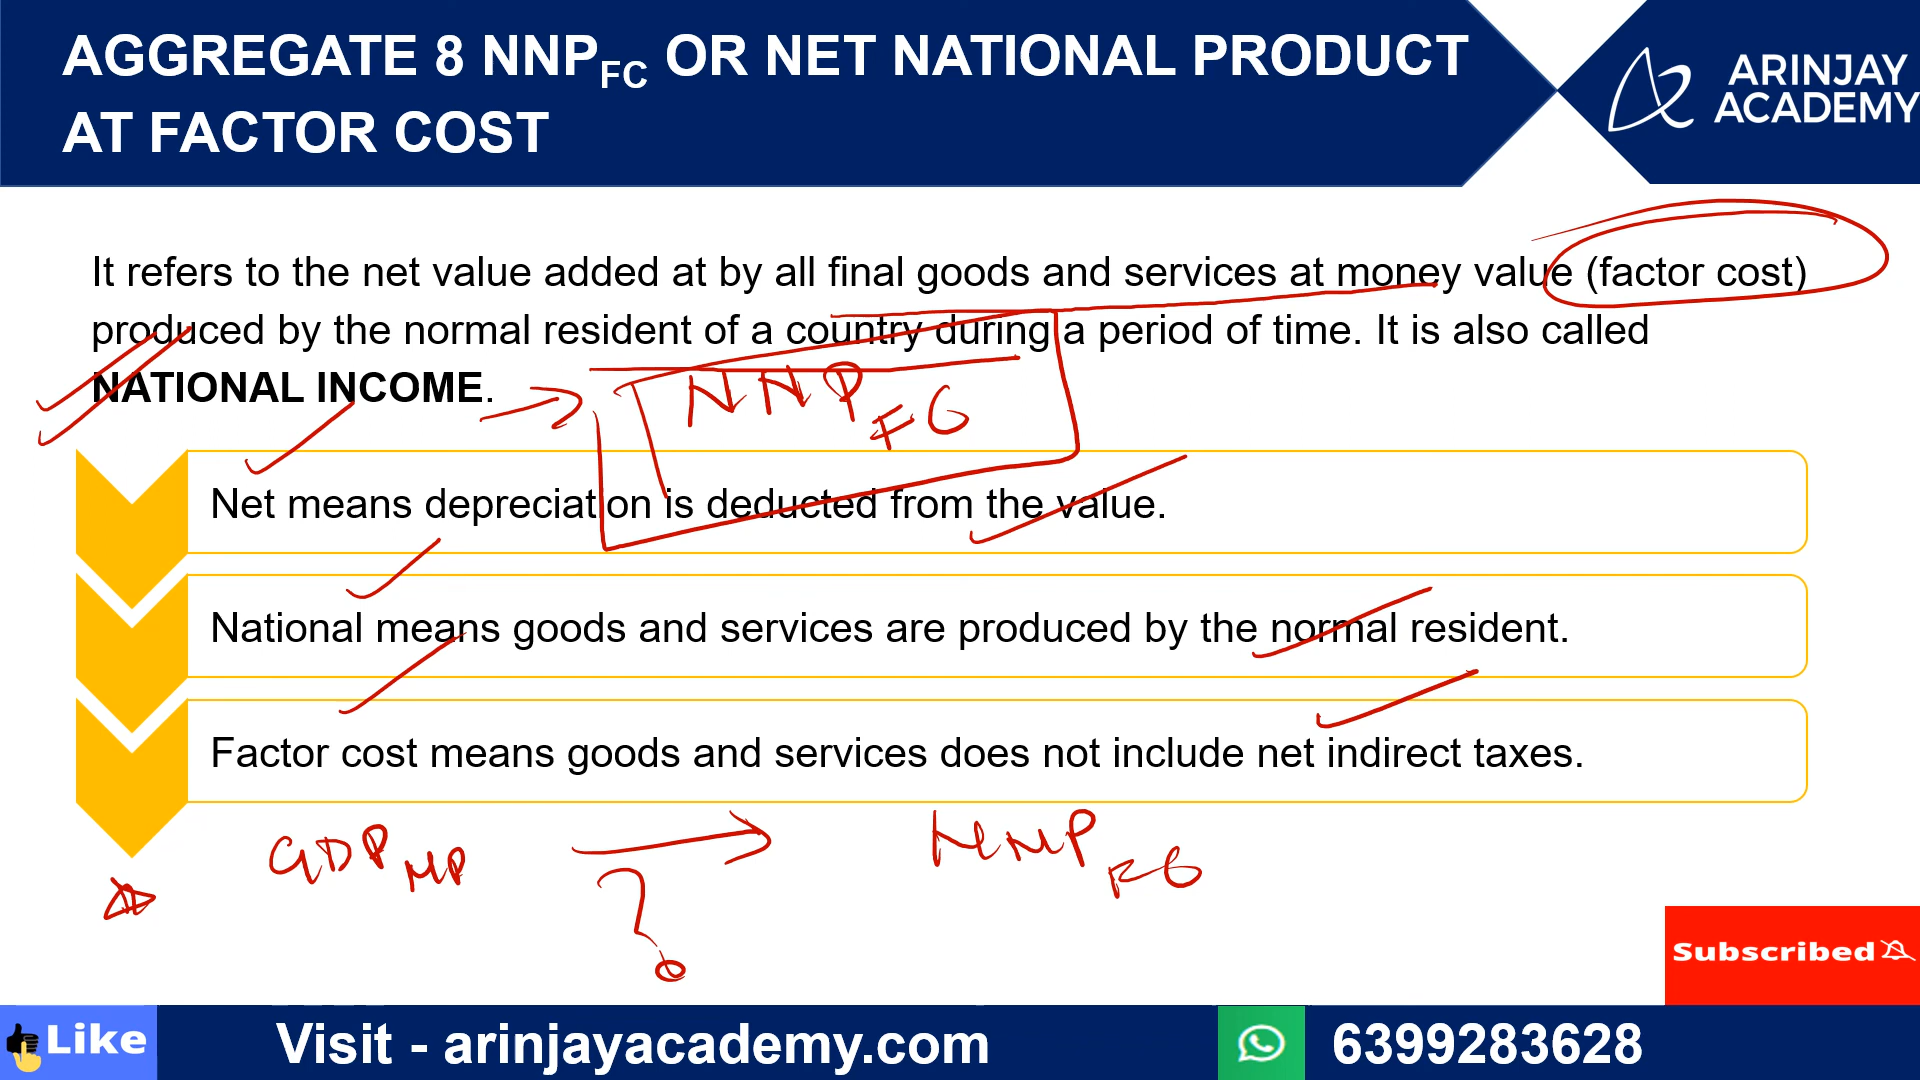 AGGREGATE 8 NNPFC OR NET NATIONAL PRODUCT
AT FACTOR COST
ARINJAY
ACADEMY
It refers to the net value added at by all final goods and services at money value (factor cost)
produced by the normal resident of a country during a period of time. It is also called
NATIONAL INCOME.
NNPFC
Net means depreciation is deducted from the value.
National means goods and services are produced by the normal resident.
Factor cost means goods and services does not include net indirect taxes.
GDPMP → NNPFC
?
Subscribed
Like
Visit - arinjayacademy.com
6399283628